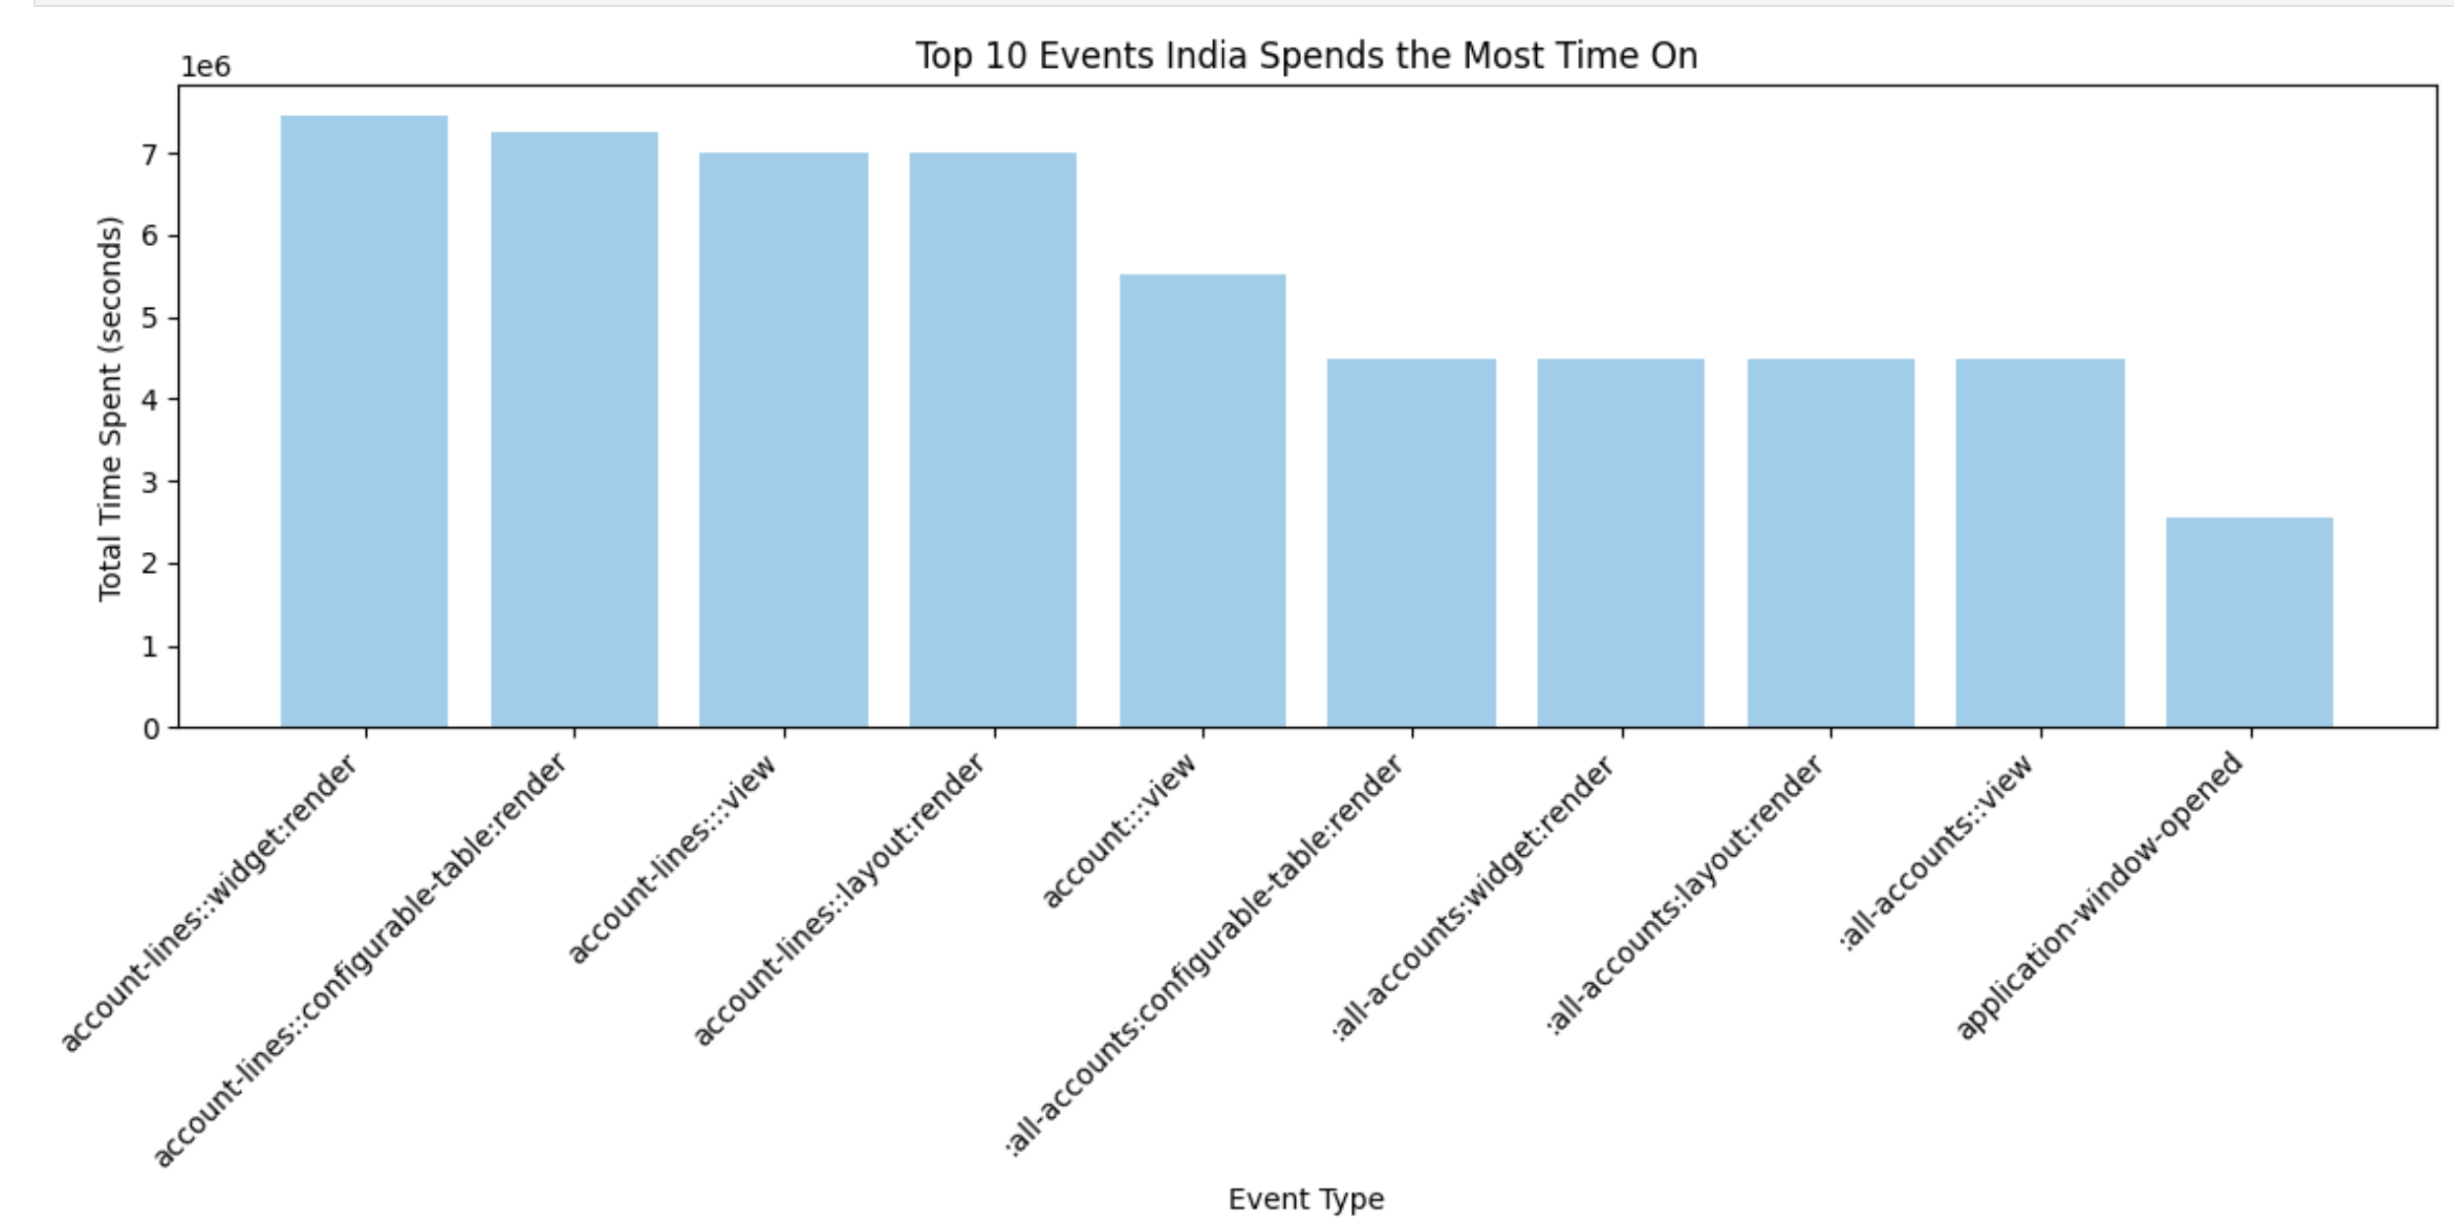 Top 10 Events India Spends the Most Time On
1e6
7
6
5
4
3
2
1
0
Total Time Spent (seconds)
account-lines::widget:render
account-lines::configurable-table:render
account-lines:::view
account-lines::layout:render
account:::view
:all-accounts:configurable-table:render
:all-accounts:widget:render
:all-accounts:layout:render
:all-accounts::view
application-window-opened
Event Type